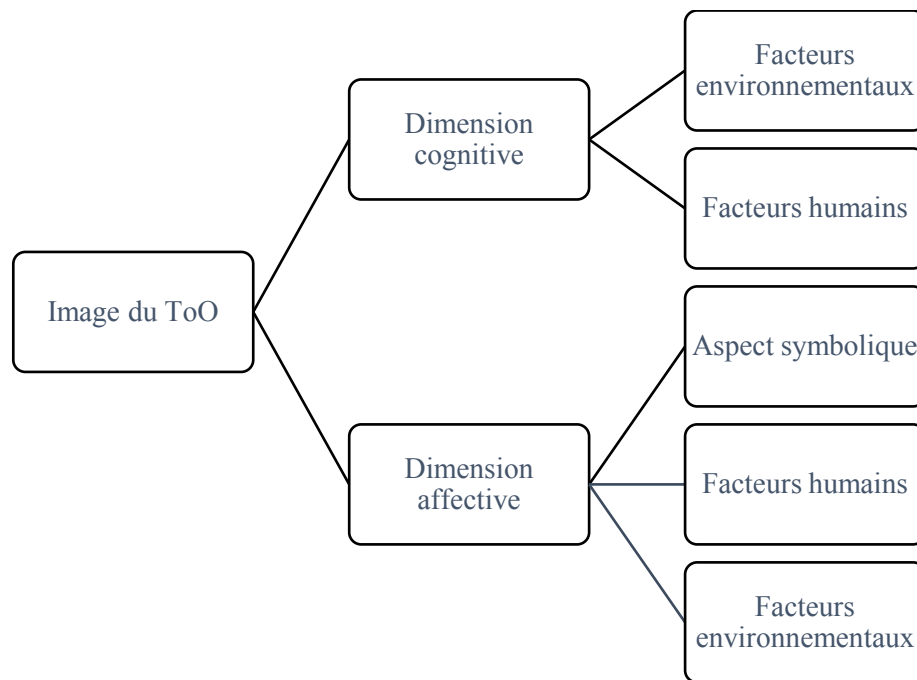 Image du ToO
Dimension
cognitive
Facteurs
environnementaux
Facteurs humains
Dimension
affective
Aspect symbolique
Facteurs humains
Facteurs
environnementaux